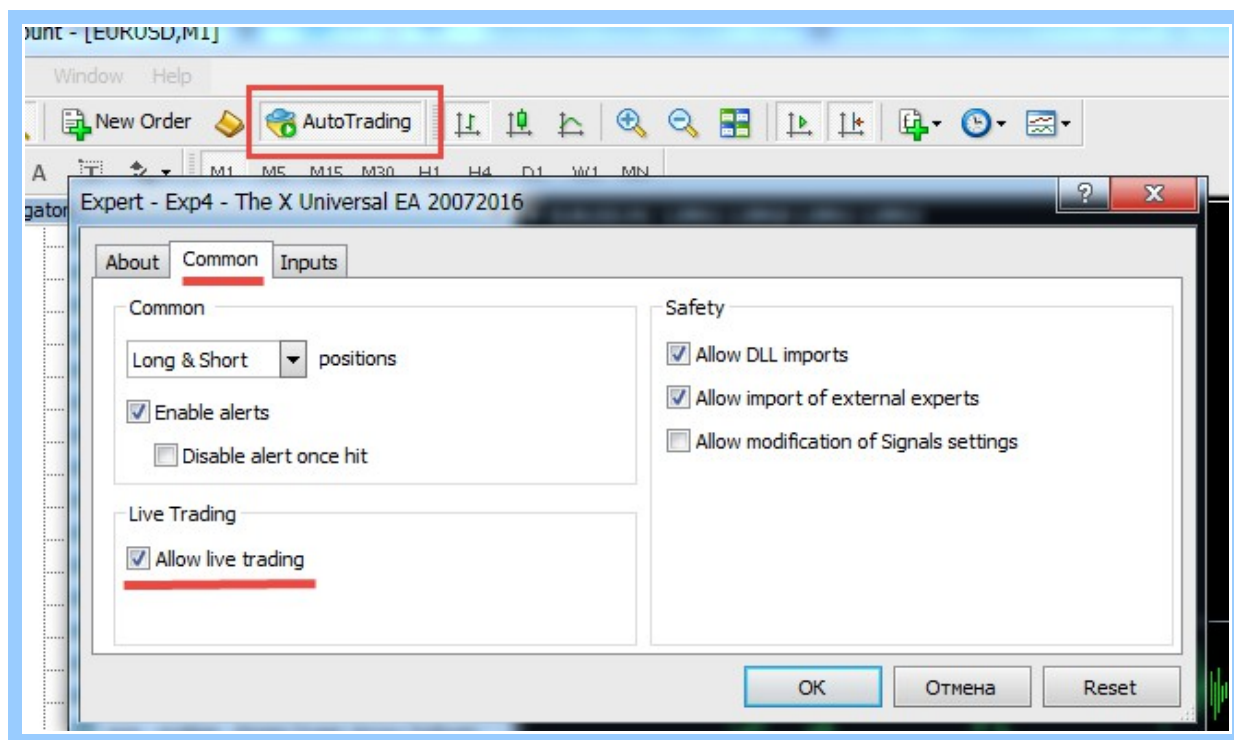 ount - [EURUSD,M1]
Window Help
New Order AutoTrading
A T M1 M5 M15 M30 H1 H4 D1 W1 MN
gator
Expert - Exp4 - The X Universal EA 20072016
? X
About Common Inputs
Common
Long & Short positions
Enable alerts
Disable alert once hit
Live Trading
Allow live trading
Safety
Allow DLL imports
Allow import of external experts
Allow modification of Signals settings
OK Отмена Reset